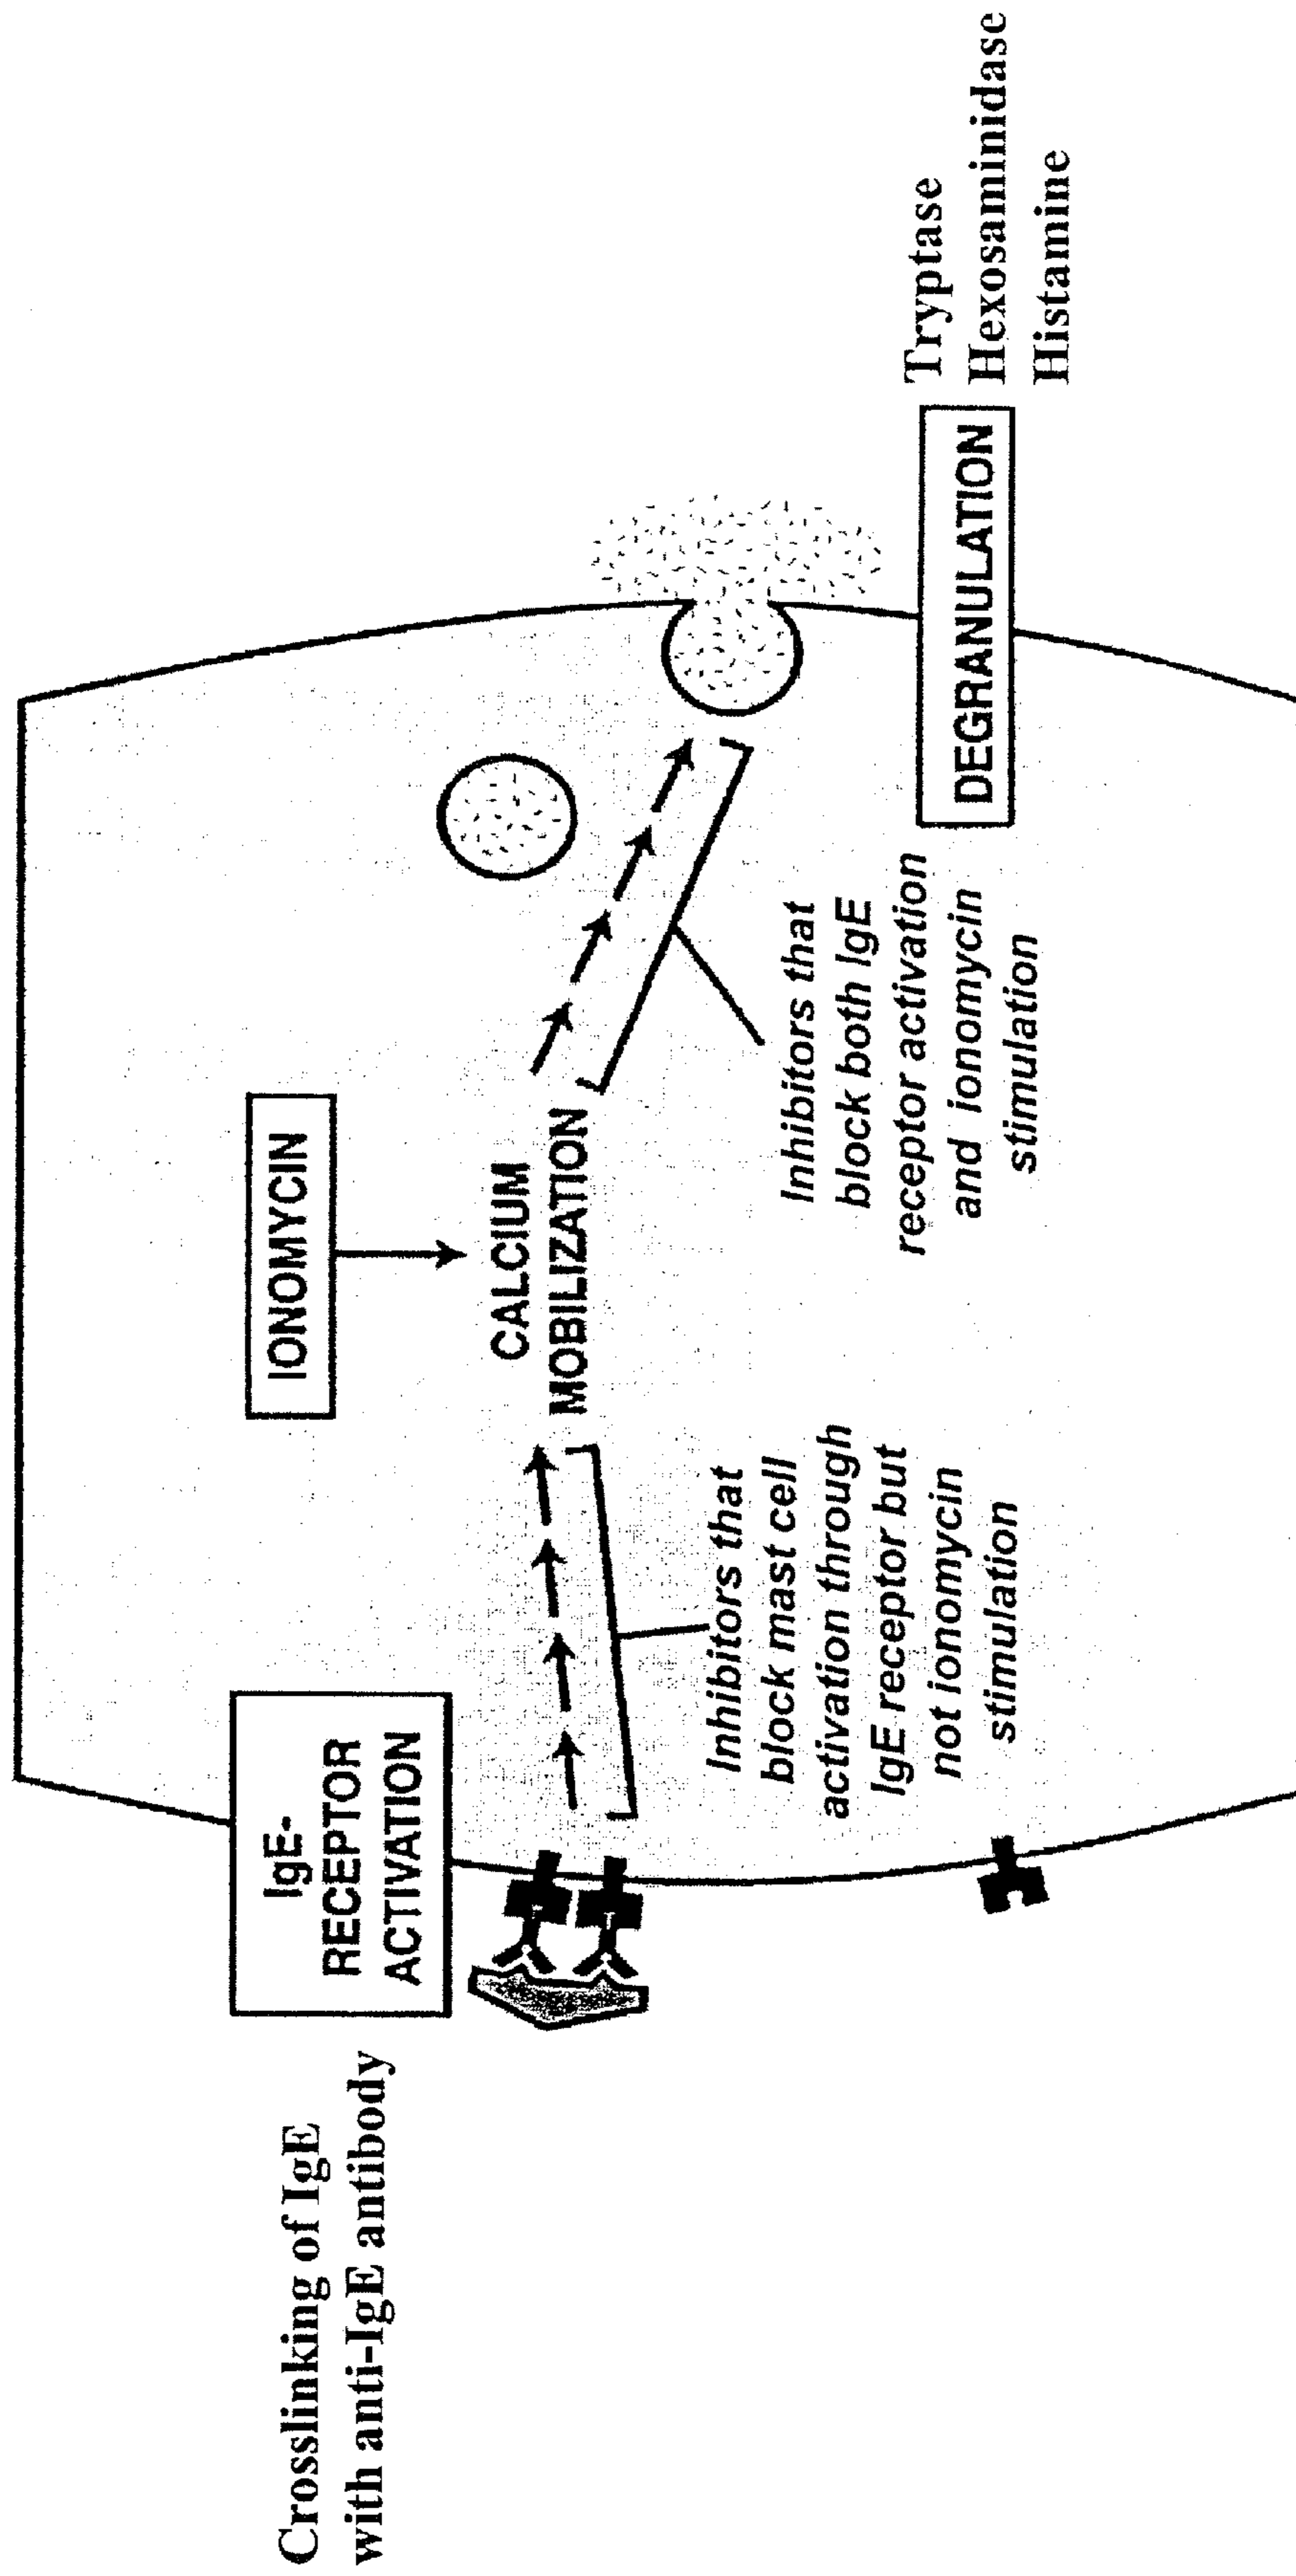 Crosslinking of IgE
with anti-IgE antibody
IgE-
RECEPTOR
ACTIVATION
IONOMYCIN
CALCIUM
MOBILIZATION
Inhibitors that
block mast cell
activation through
IgE receptor but
not ionomycin
stimulation
Inhibitors that
block both IgE
receptor activation
and ionomycin
stimulation
DEGRANULATION
Tryptase
Hexosaminidase
Histamine